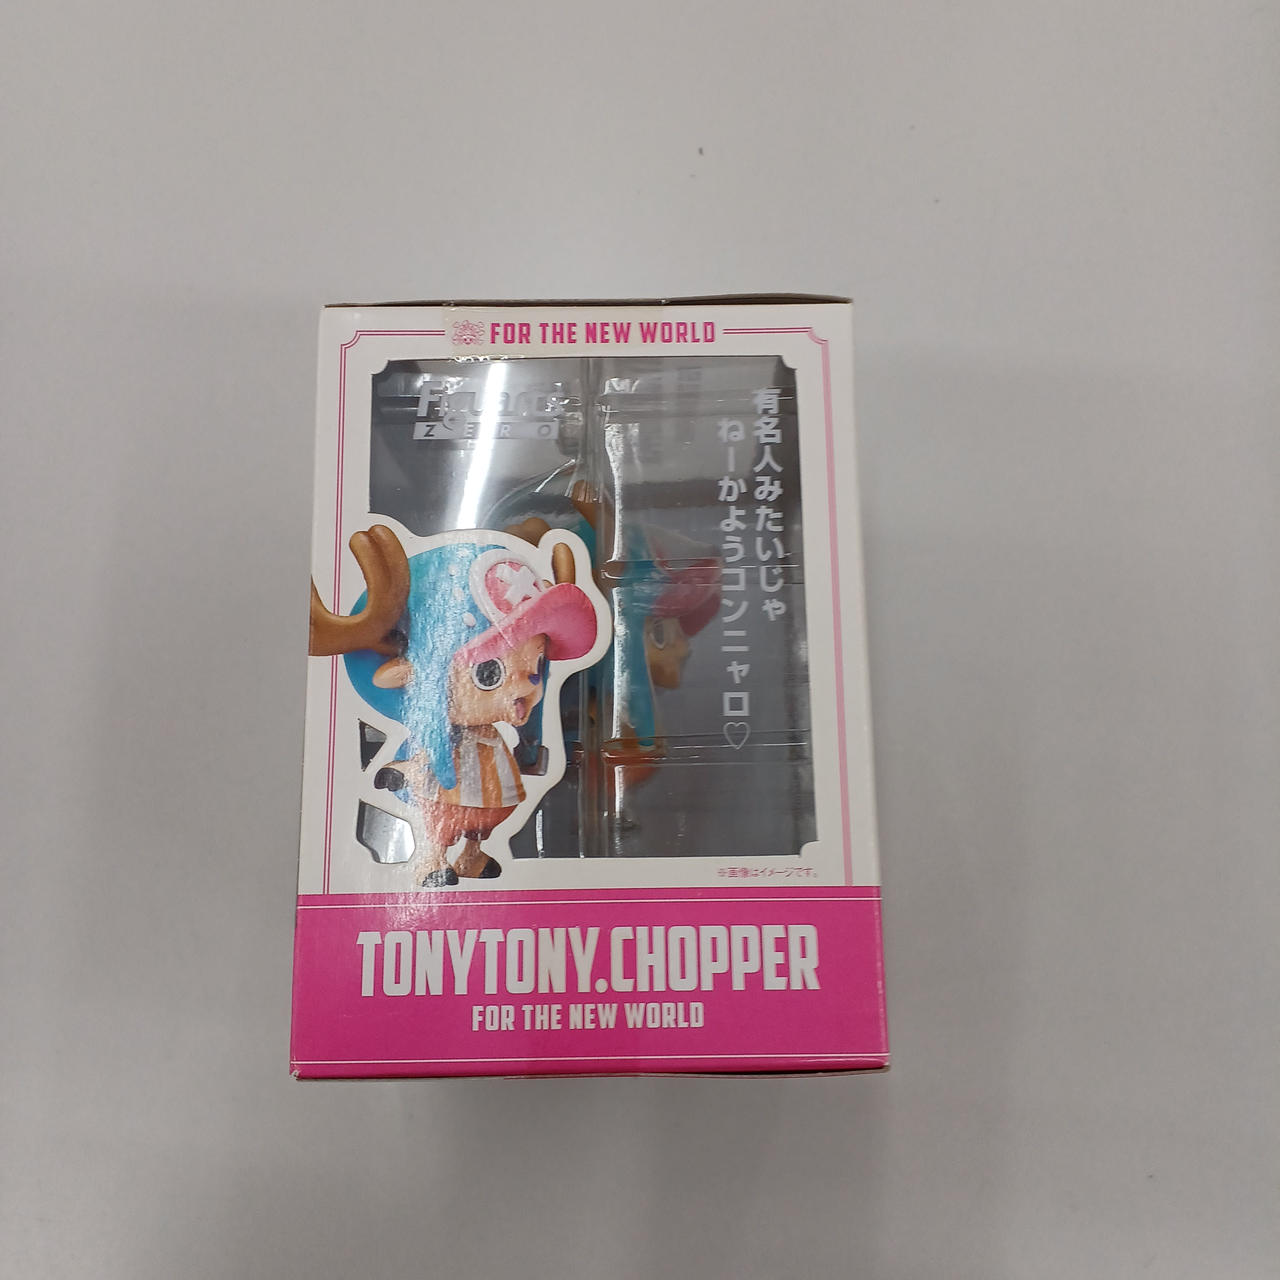 FOR THE NEW WORLD
Figuarts
ZERO
有名人みたいじゃ
ねーかようコンニャロ♡
※画像はイメージです。
TONYTONY.CHOPPER
FOR THE NEW WORLD